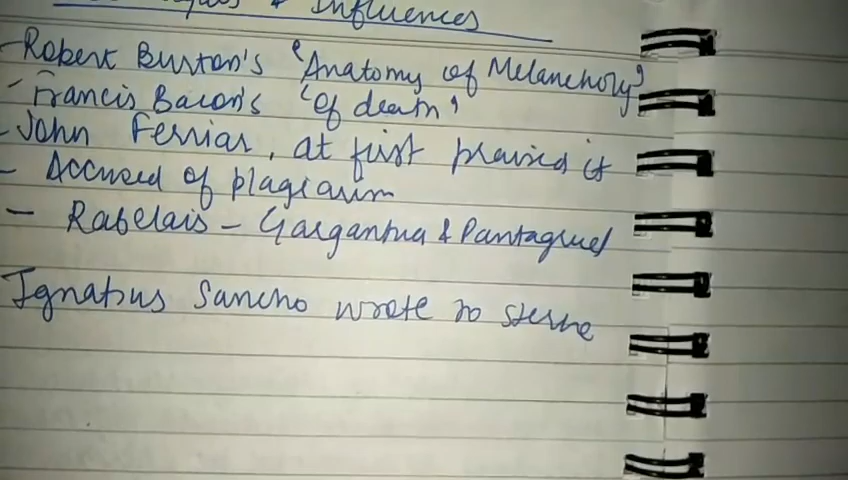 & Influences
- Robert Burton's 'Anatomy of Melancholy'
- Francis Bacon's 'Of death'
- John Ferriar, at first praised it
- Accused of plagiarism
- Rabelais - Gargantua & Pantagruel
Ignatius Sancho wrote to sterne